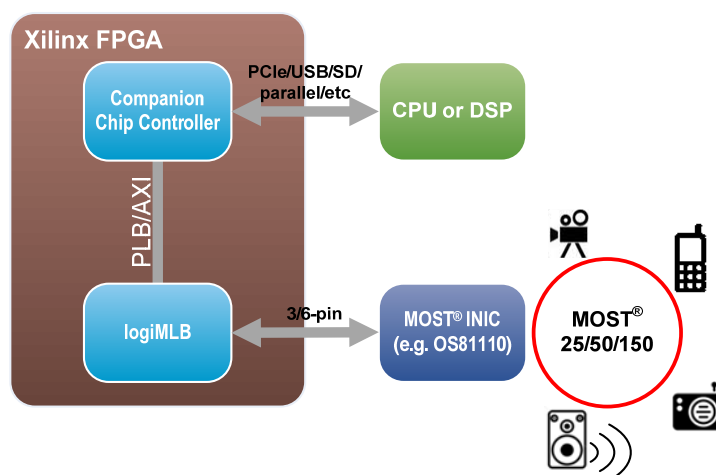 Xilinx FPGA
Companion
Chip Controller
PCIe/USB/SD/
parallel/etc
CPU or DSP
PLB/AXI
logiMLB
3/6-pin
MOST® INIC
(e.g. OS81110)
MOST®
25/50/150